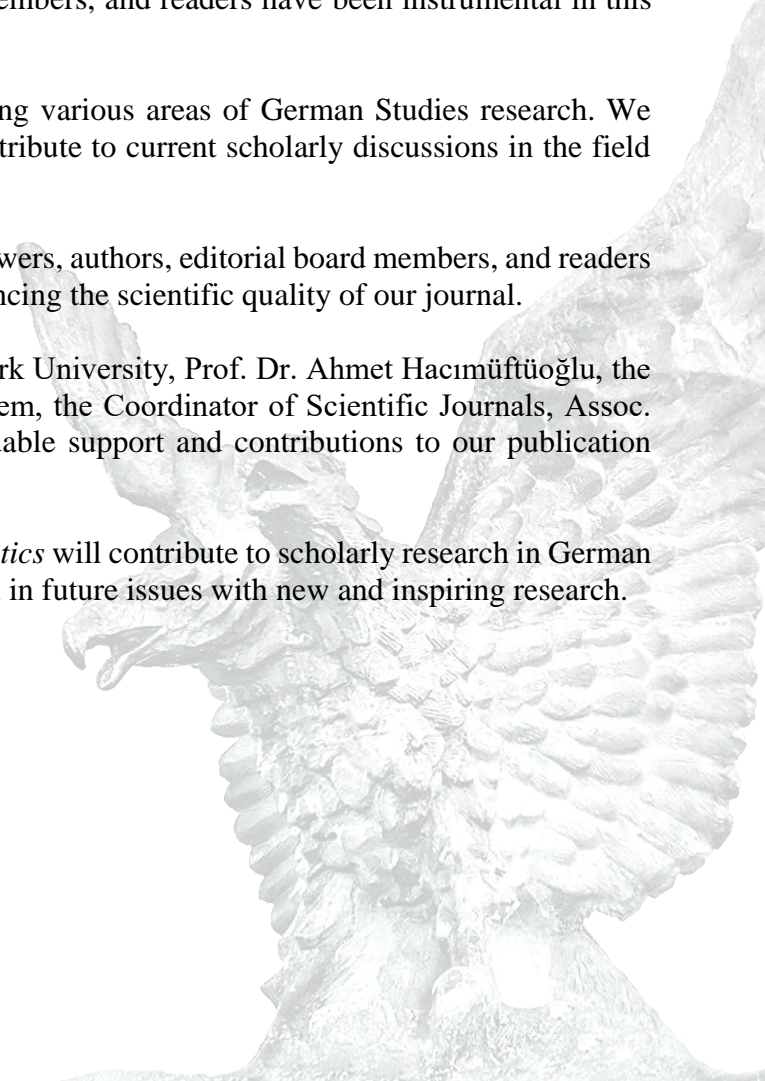 embers, and readers have been instrumental in this
ng various areas of German Studies research. We
tribute to current scholarly discussions in the field
wers, authors, editorial board members, and readers
ncing the scientific quality of our journal.
rk University, Prof. Dr. Ahmet Hacımüftüoğlu, the
em, the Coordinator of Scientific Journals, Assoc.
able support and contributions to our publication
tics will contribute to scholarly research in German
in future issues with new and inspiring research.